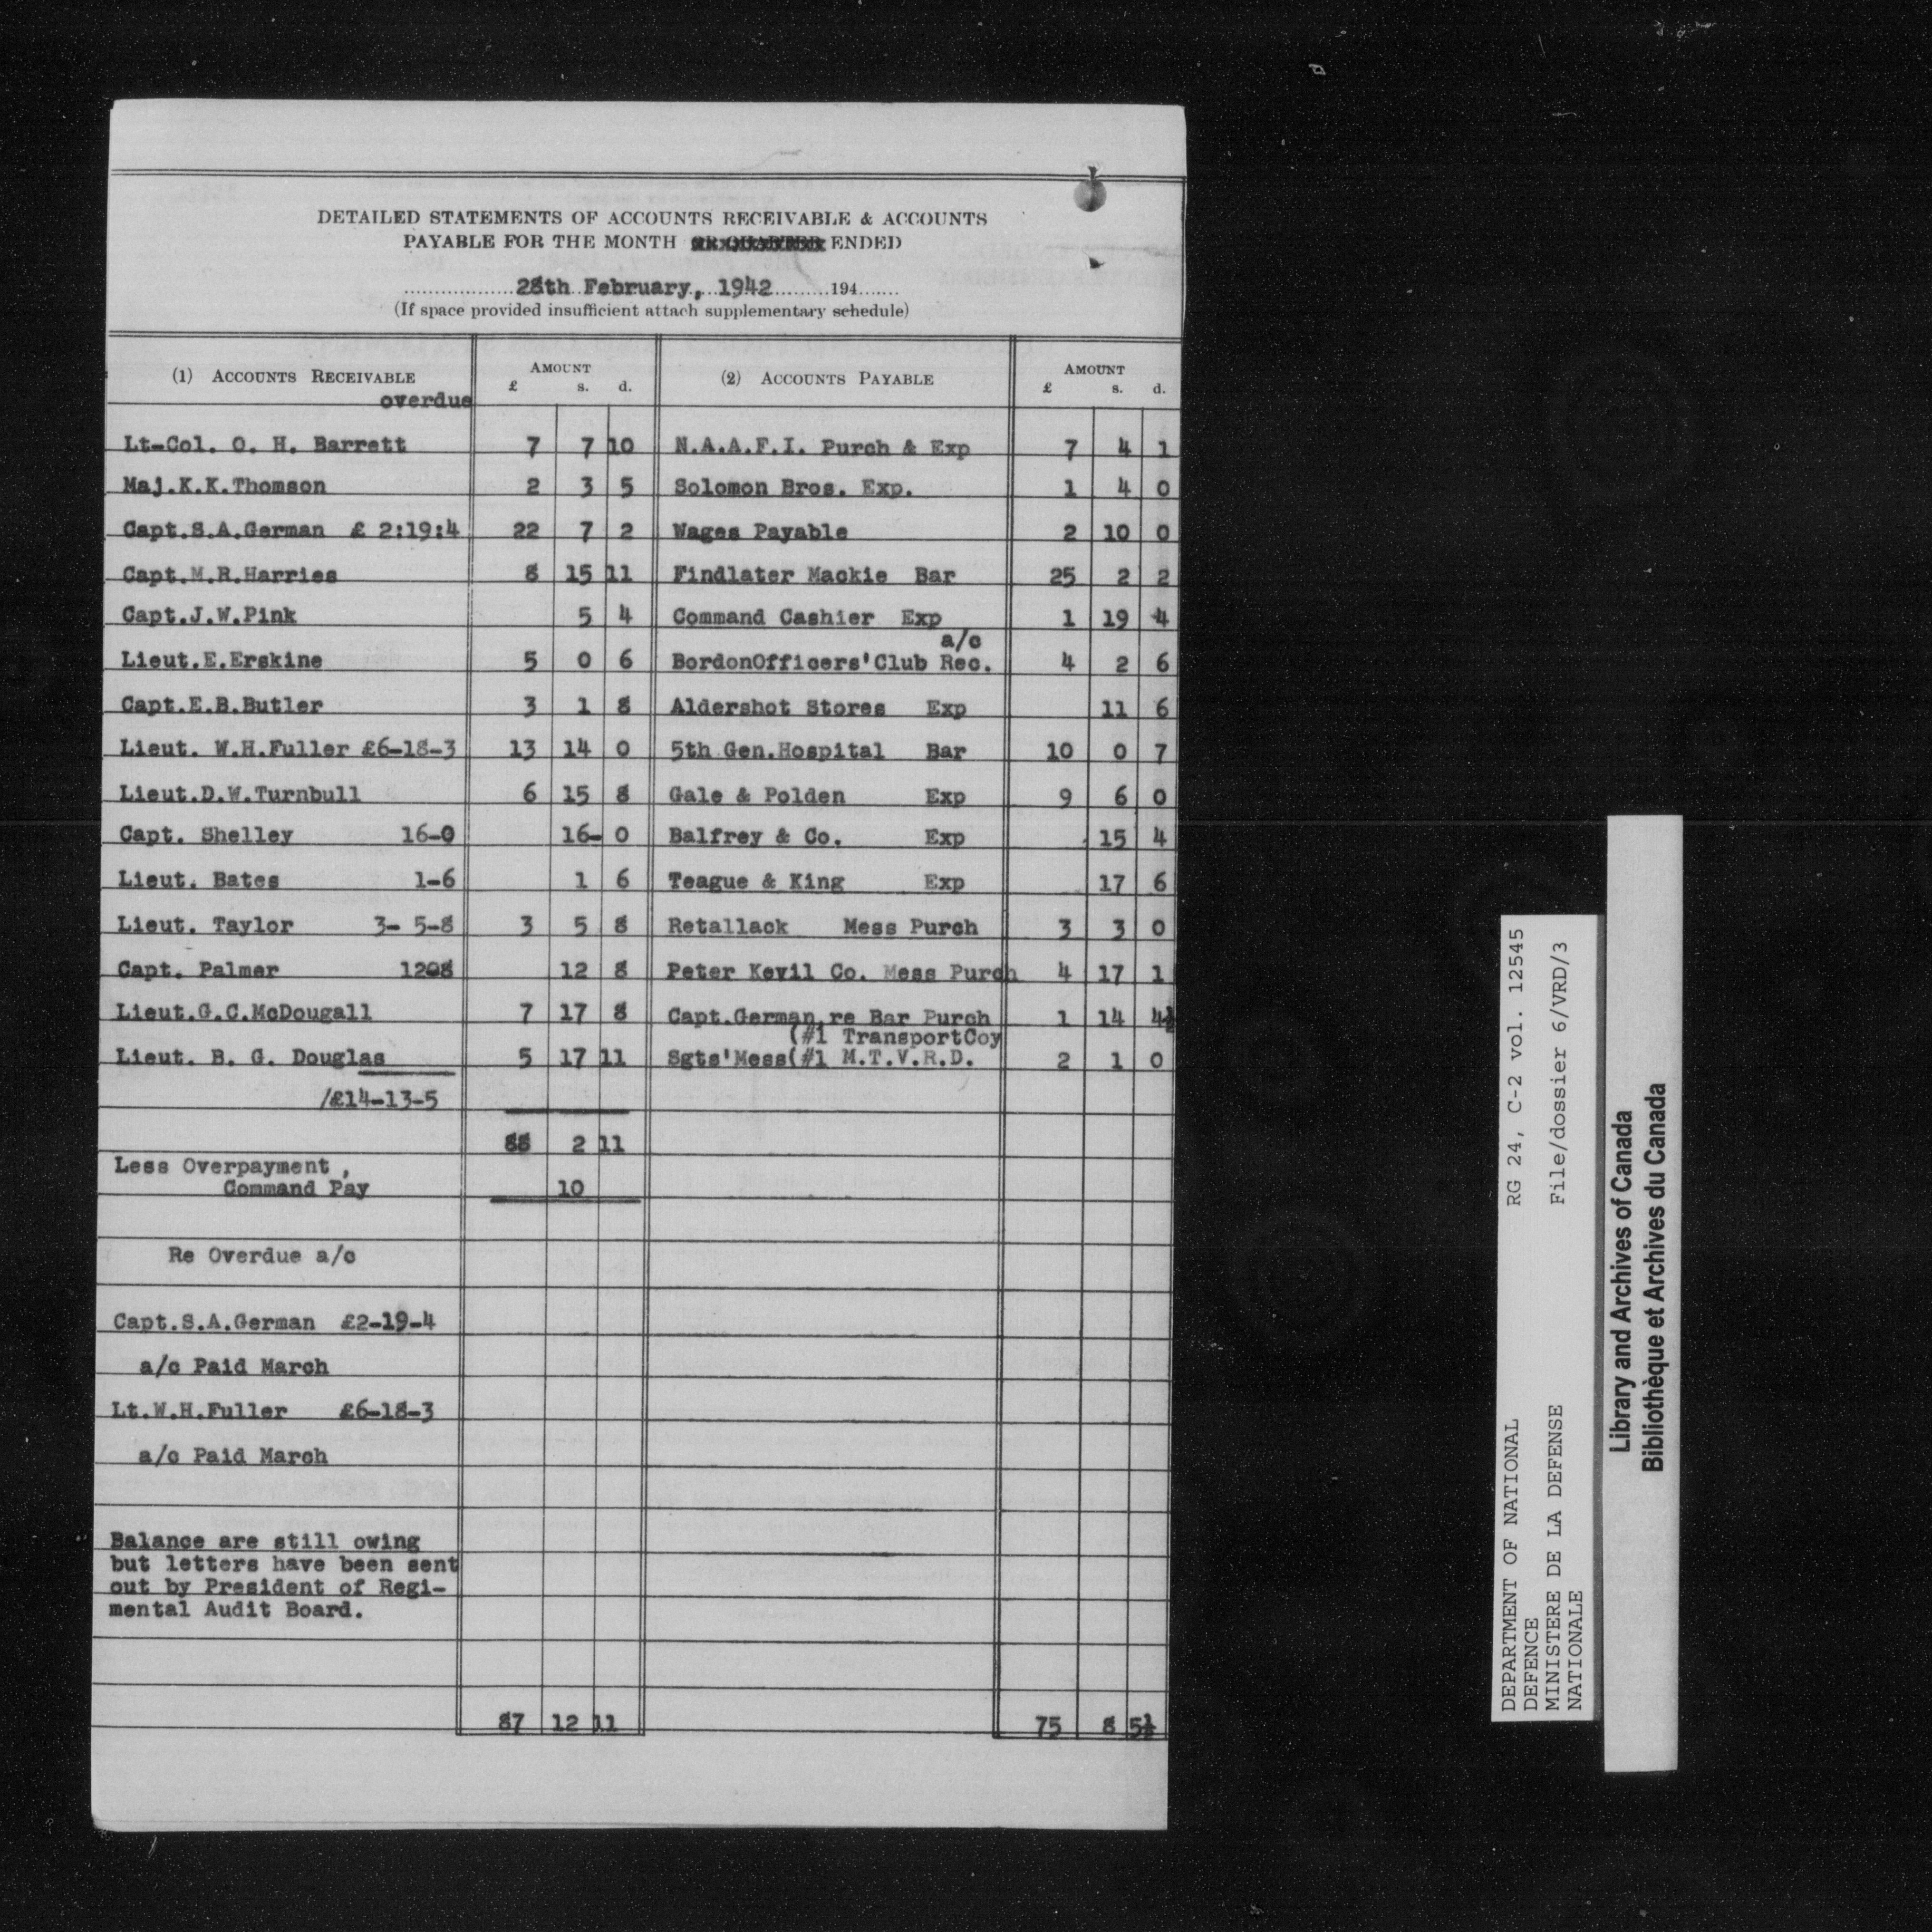 DETAILED STATEMENTS OF ACCOUNTS RECEIVABLE & ACCOUNTS
PAYABLE FOR THE MONTH OR QUARTER ENDED
28th February, 1942 194
(If space provided insufficient attach supplementary schedule)
(1) ACCOUNTS RECEIVABLE AMOUNT (2) ACCOUNTS PAYABLE AMOUNT
overdue £ s. d. £ s. d.
Lt-Col. O. H. Barrett 7 7 10 N.A.A.F.I. Purch & Exp 7 4 1
Maj.K.K.Thomson 2 3 5 Solomon Bros. Exp. 1 4 0
Capt.S.A.German £ 2:19:4 22 7 2 Wages Payable 2 10 0
Capt.M.R.Harries 8 15 11 Findlater Mackie Bar 25 2 2
Capt.J.W.Pink 5 4 Command Cashier Exp 1 19 4
a/c
Lieut.E.Erskine 5 0 6 BordonOfficers'Club Rec. 4 2 6
Capt.E.B.Butler 3 1 8 Aldershot Stores Exp 11 6
Lieut. W.H.Fuller £6-18-3 13 14 0 5th Gen.Hospital Bar 10 0 7
Lieut.D.W.Turnbull 6 15 8 Gale & Polden Exp 9 6 0
Capt. Shelley 16-0 16- 0 Balfrey & Co. Exp 15 4
Lieut. Bates 1-6 1 6 Teague & King Exp 17 6
Lieut. Taylor 3- 5-8 3 5 8 Retallack Mess Purch 3 3 0
Capt. Palmer 1208 12 8 Peter Kevil Co. Mess Purch 4 17 1
Lieut.G.C.McDougall 7 17 8 Capt.German re Bar Purch 1 14 4½
(#1 TransportCoy
Lieut. B. G. Douglas 5 17 11 Sgts'Mess(#1 M.T.V.R.D. 2 1 0
/£14-13-5
88 2 11
Less Overpayment ,
Command Pay 10
Re Overdue a/c
Capt.S.A.German £2-19-4
a/c Paid March
Lt.W.H.Fuller £6-18-3
a/c Paid March
Balance are still owing
but letters have been sent
out by President of Regi-
mental Audit Board.
87 12 11 75 8 5½
DEPARTMENT OF NATIONAL RG 24, C-2 vol. 12545
DEFENCE
MINISTERE DE LA DEFENSE File/dossier 6/VRD/3
NATIONALE
Library and Archives of Canada
Bibliothèque et Archives du Canada